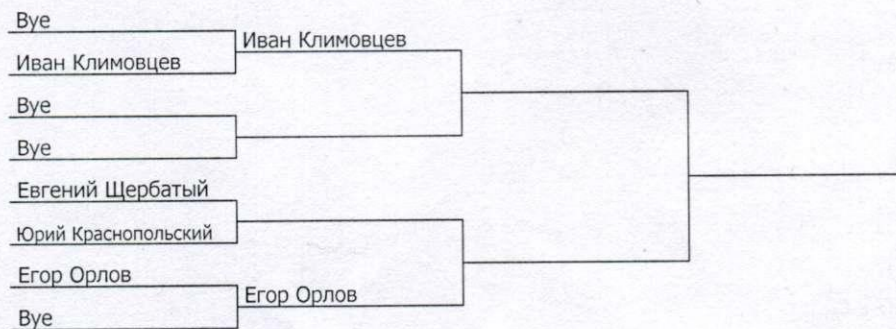 Bye
Иван Климовцев
Иван Климовцев
Bye
Bye
Евгений Щербатый
Юрий Краснопольский
Егор Орлов
Егор Орлов
Bye